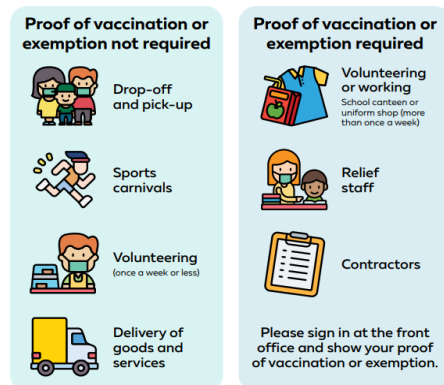 Proof of vaccination or
exemption not required
Drop-off
and pick-up
Sports
carnivals
Volunteering
(once a week or less)
Delivery of
goods and
services
Proof of vaccination or
exemption required
Volunteering
or working
School canteen or
uniform shop (more
than once a week)
Relief
staff
Contractors
Please sign in at the front
office and show your proof
of vaccination or exemption.